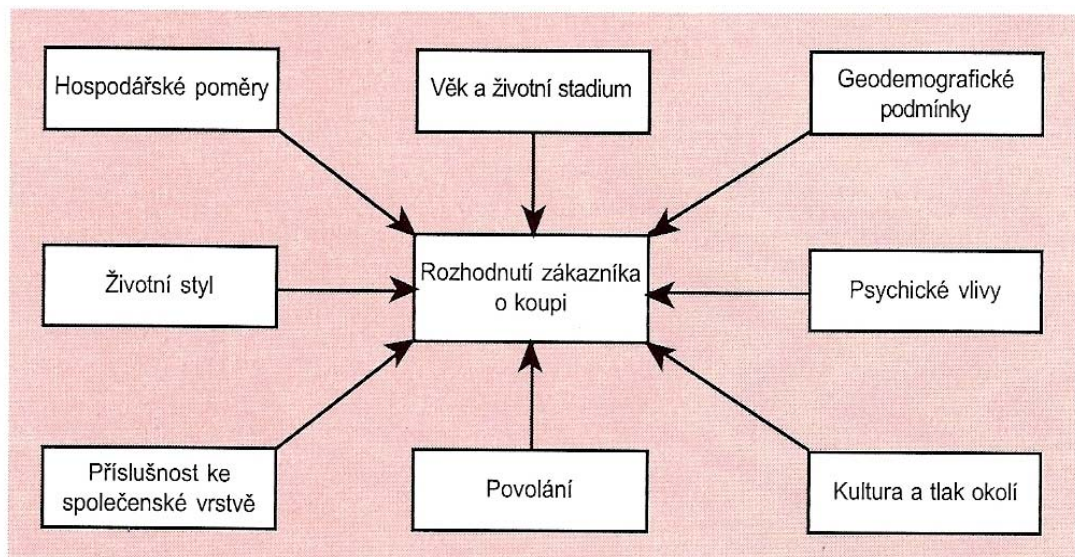 Hospodářské poměry
Věk a životní stadium
Geodemografické
podmínky
Životní styl
Rozhodnutí zákazníka
o koupi
Psychické vlivy
Příslušnost ke
společenské vrstvě
Povolání
Kultura a tlak okolí